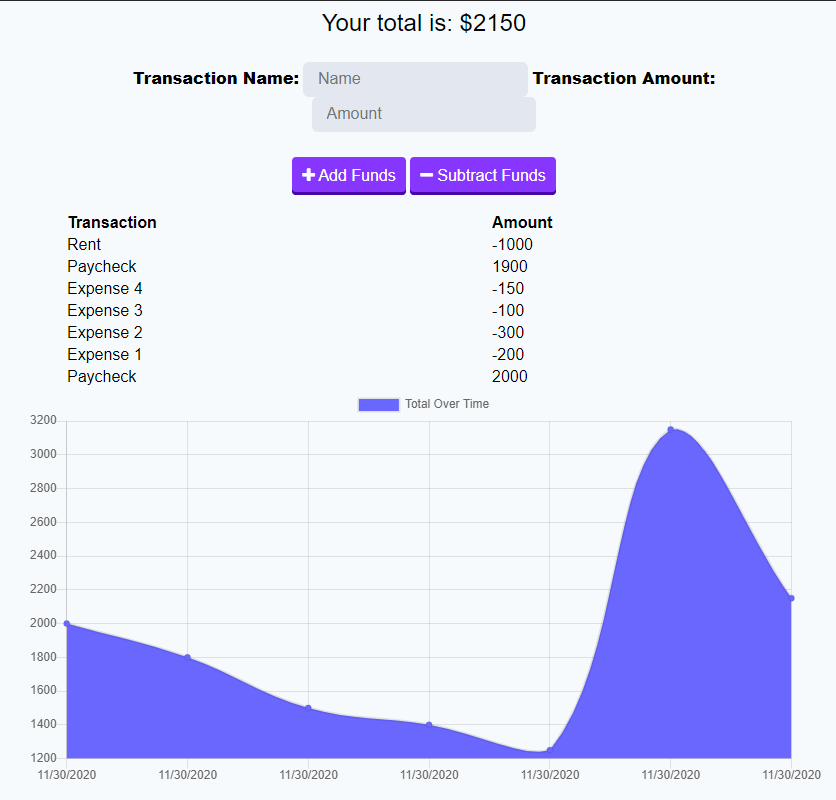 Your total is: $2150
Transaction Name: Name Transaction Amount:
Amount
Add Funds Subtract Funds
Transaction Amount
Rent -1000
Paycheck 1900
Expense 4 -150
Expense 3 -100
Expense 2 -300
Expense 1 -200
Paycheck 2000
Total Over Time
3200
3000
2800
2600
2400
2200
2000
1800
1600
1400
1200
11/30/2020 11/30/2020 11/30/2020 11/30/2020 11/30/2020 11/30/2020 11/30/2020